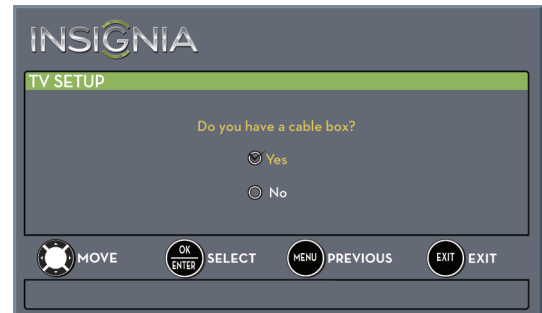 INSIGNIA
TV SETUP
Do you have a cable box?
Yes
No
MOVE OK ENTER SELECT MENU PREVIOUS EXIT EXIT